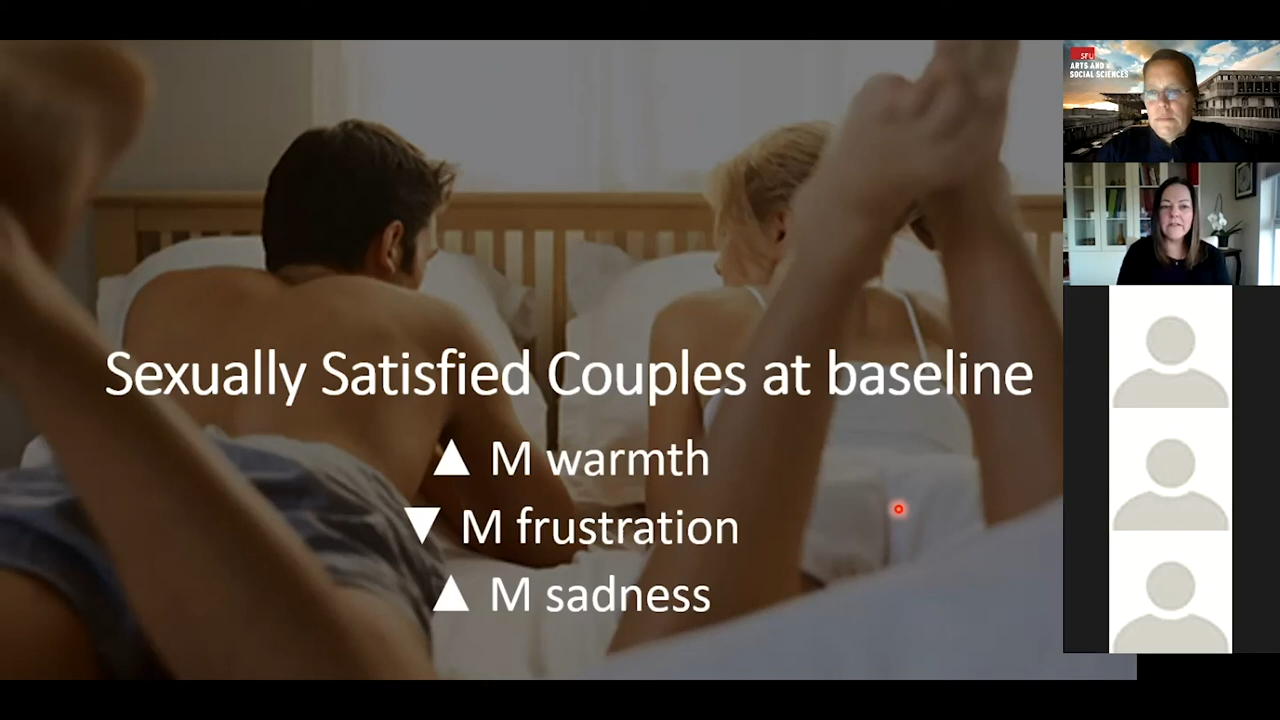 Sexually Satisfied Couples at baseline
▲ M warmth
▼ M frustration
▲ M sadness
SFU
ARTS AND
SOCIAL SCIENCES